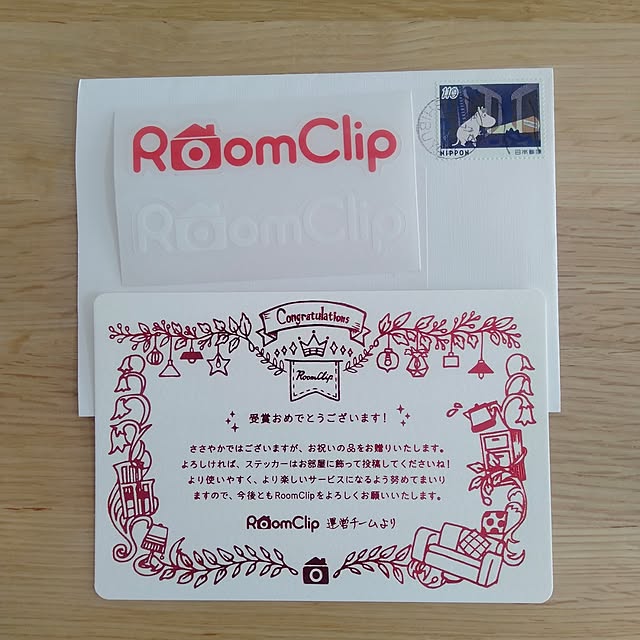 110
NIPPON
日本郵便
RoomClip
RoomClip
Congratulations
RoomClip
受賞おめでとうございます!
ささやかではございますが、お祝いの品をお贈りいたします。
よろしければ、ステッカーはお部屋に飾って投稿してくださいね!
より使いやすく、より楽しいサービスになるよう努めてまいり
ますので、今後ともRoomClipをよろしくお願いいたします。
RoomClip 運営チームより